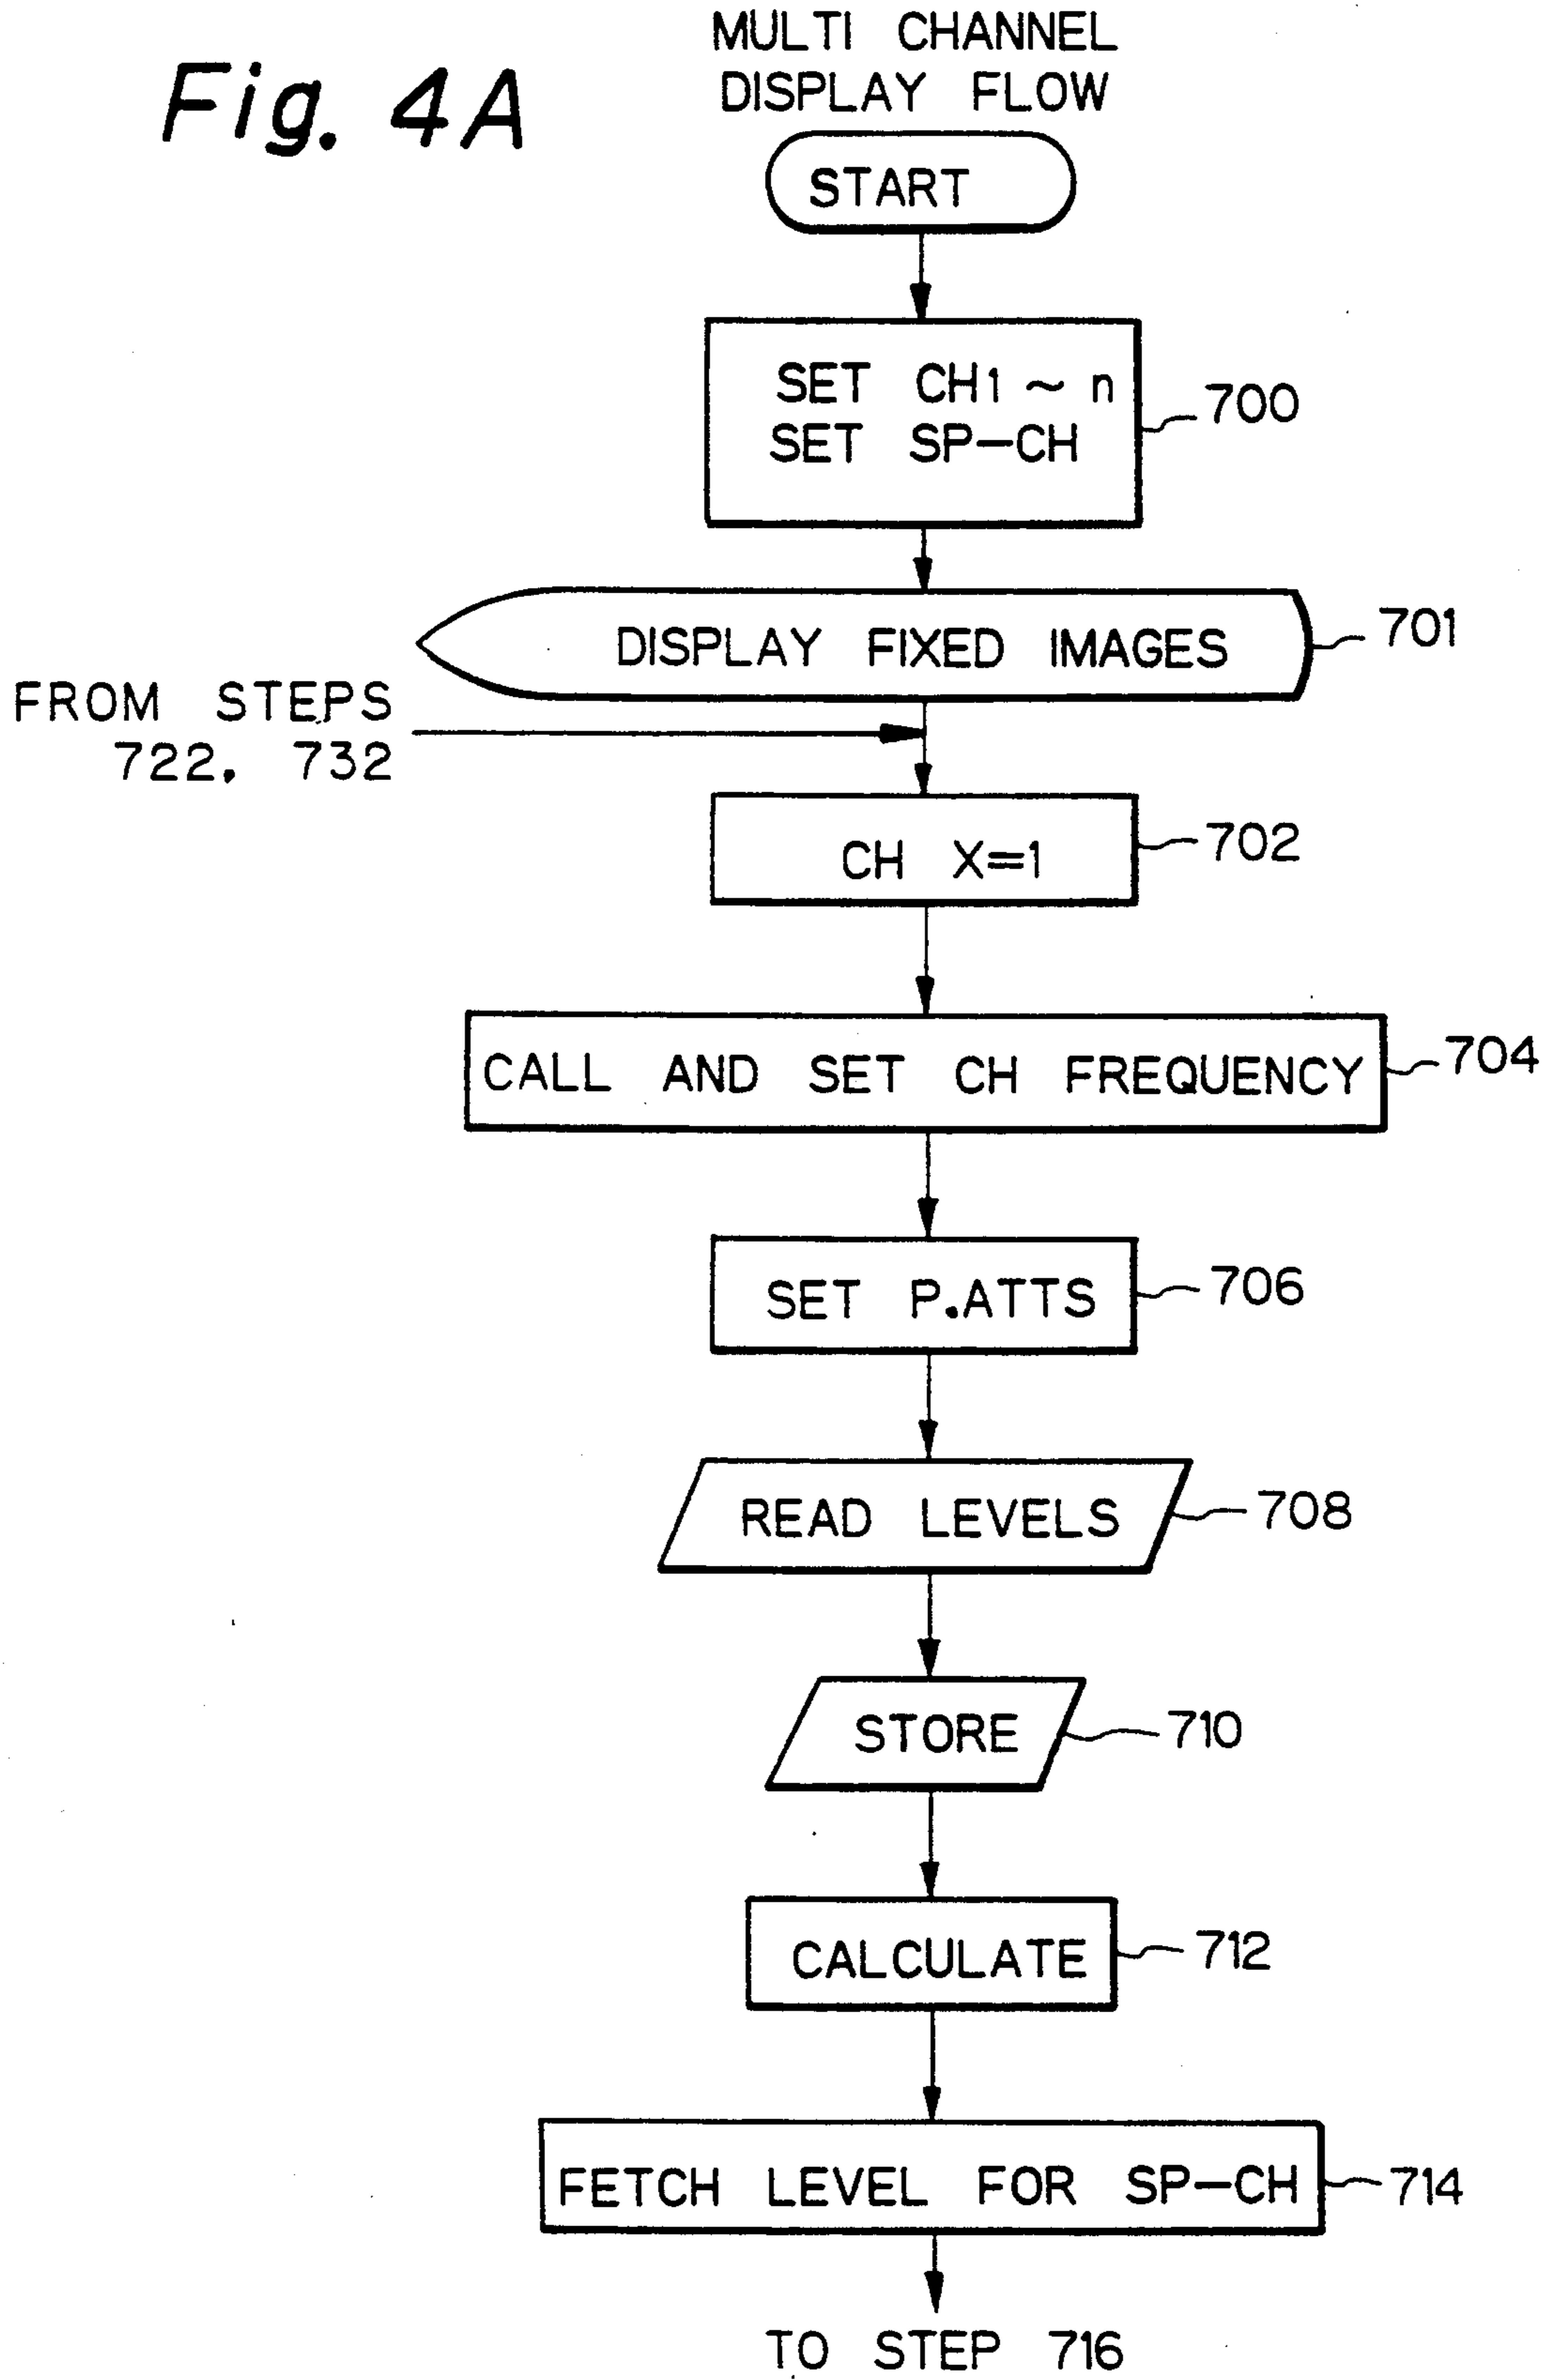 Fig. 4A
MULTI CHANNEL
DISPLAY FLOW
START
SET CH1 ~ n
SET SP-CH
700
DISPLAY FIXED IMAGES
701
FROM STEPS
722, 732
CH X=1
702
CALL AND SET CH FREQUENCY
704
SET P.ATTS
706
READ LEVELS
708
STORE
710
CALCULATE
712
FETCH LEVEL FOR SP-CH
714
TO STEP 716